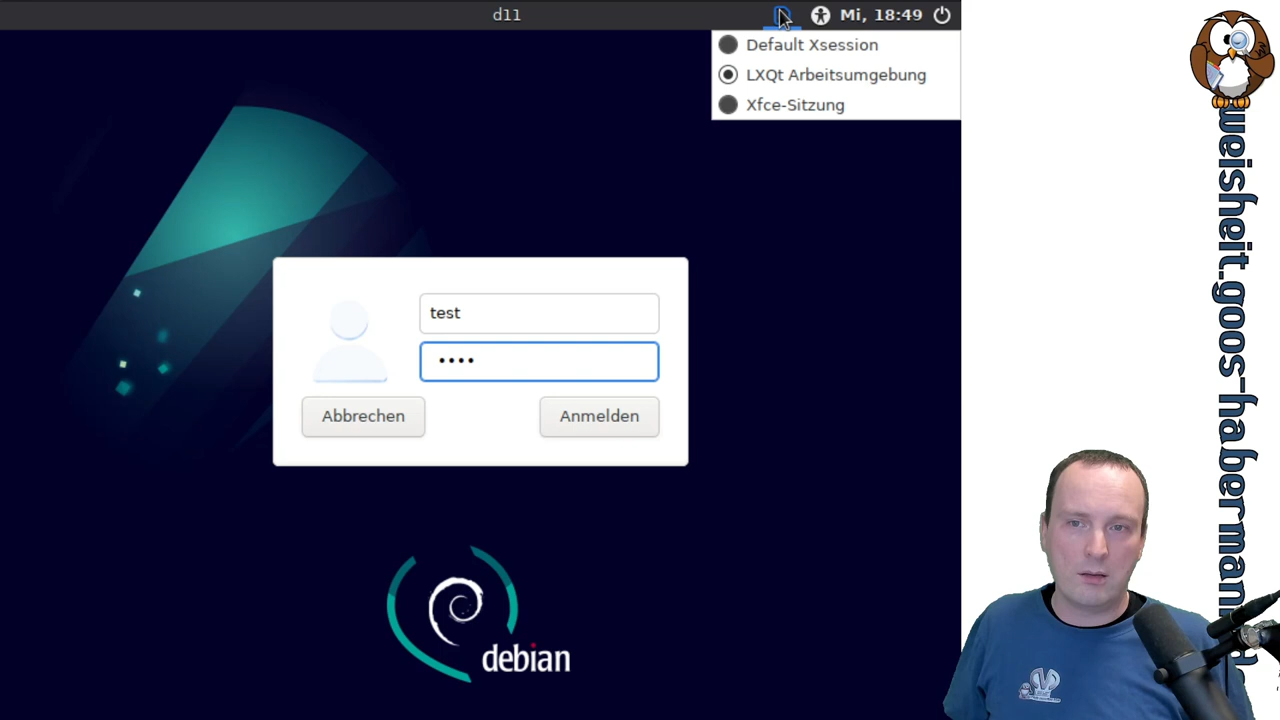 d11
Mi, 18:49
Default Xsession
LXQt Arbeitsumgebung
Xfce-Sitzung
test
••••
Abbrechen
Anmelden
debian